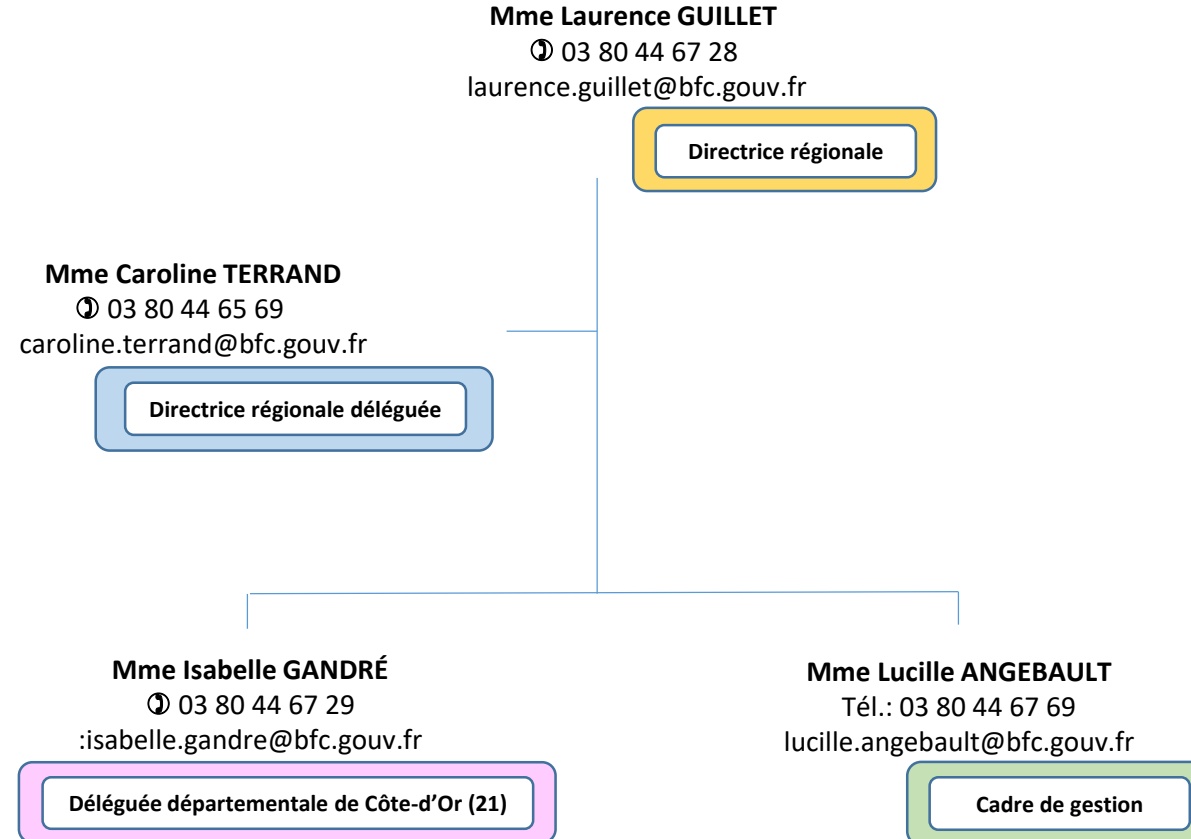 Mme Laurence GUILLET
✆ 03 80 44 67 28
laurence.guillet@bfc.gouv.fr
Directrice régionale
Mme Caroline TERRAND
✆ 03 80 44 65 69
caroline.terrand@bfc.gouv.fr
Directrice régionale déléguée
Mme Isabelle GANDRÉ
✆ 03 80 44 67 29
:isabelle.gandre@bfc.gouv.fr
Déléguée départementale de Côte-d’Or (21)
Mme Lucille ANGEBAULT
Tél.: 03 80 44 67 69
lucille.angebault@bfc.gouv.fr
Cadre de gestion